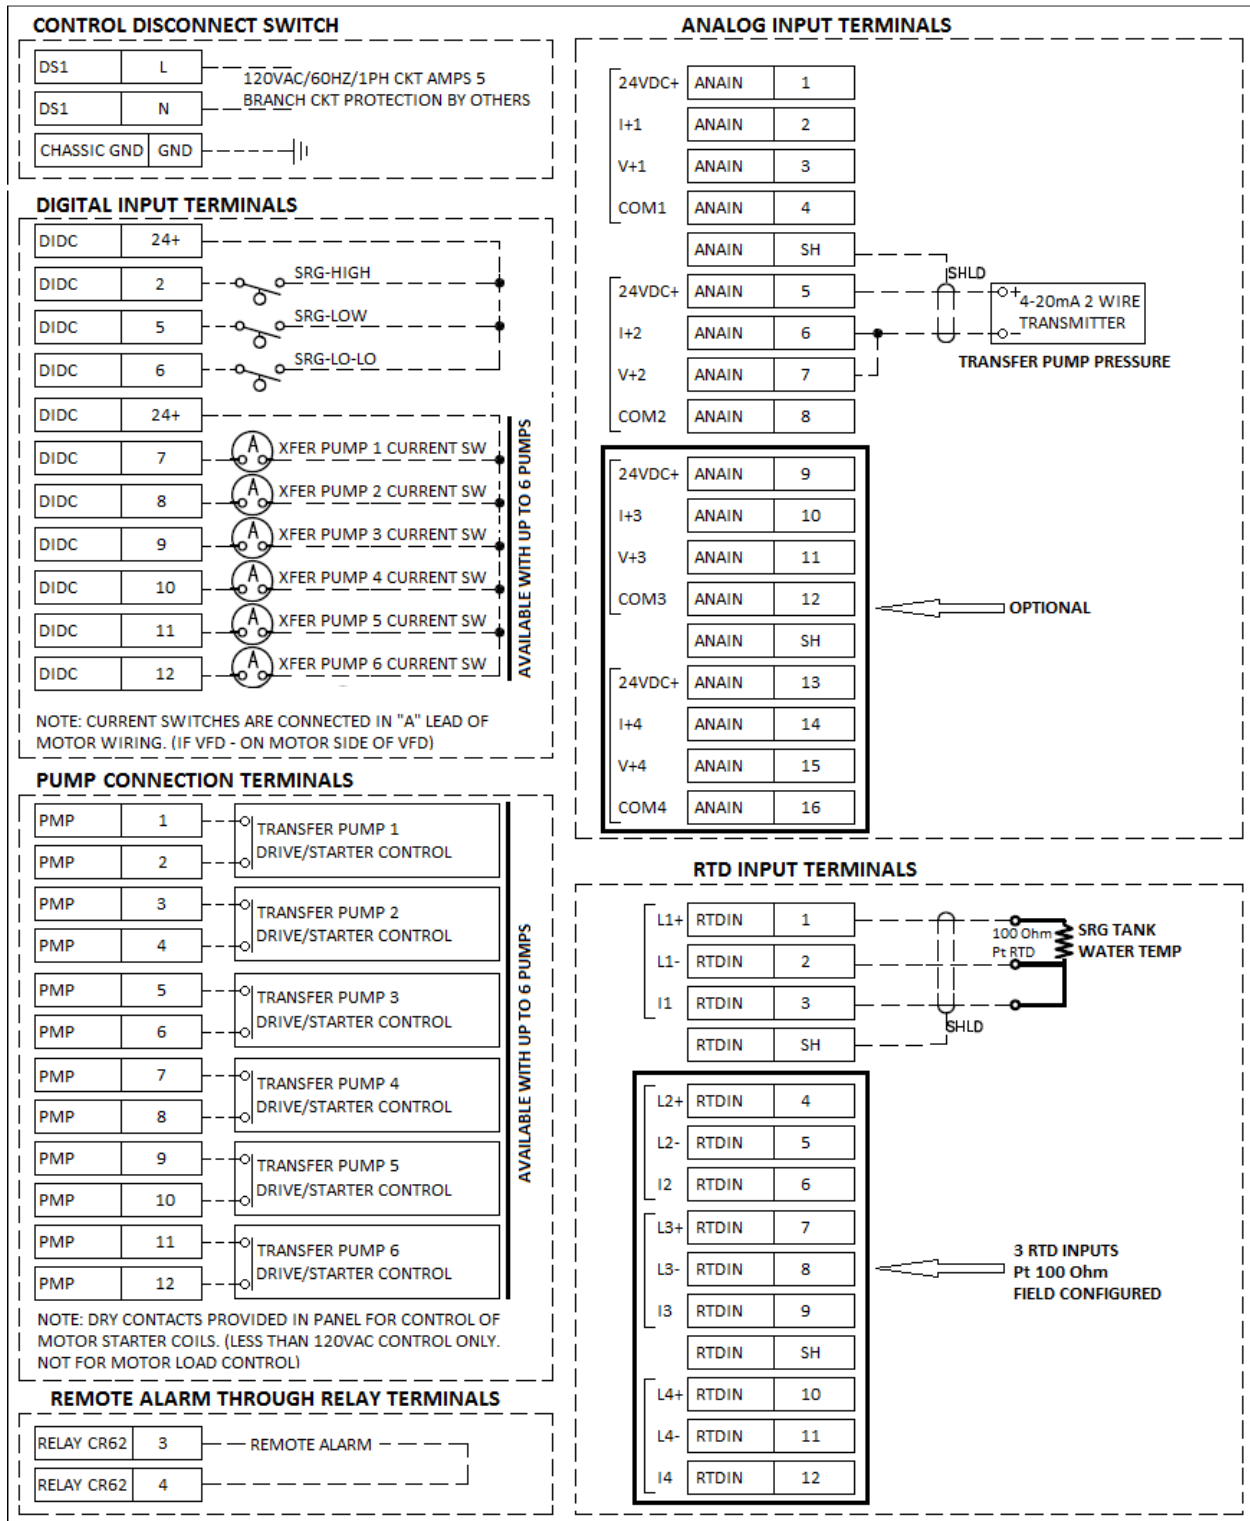 CONTROL DISCONNECT SWITCH
DS1 L
DS1 N
120VAC/60HZ/1PH CKT AMPS 5
BRANCH CKT PROTECTION BY OTHERS
CHASSIC GND GND
DIGITAL INPUT TERMINALS
DIDC 24+
DIDC 2 SRG-HIGH
DIDC 5 SRG-LOW
DIDC 6 SRG-LO-LO
DIDC 24+
DIDC 7 A XFER PUMP 1 CURRENT SW
DIDC 8 A XFER PUMP 2 CURRENT SW
DIDC 9 A XFER PUMP 3 CURRENT SW
DIDC 10 A XFER PUMP 4 CURRENT SW
DIDC 11 A XFER PUMP 5 CURRENT SW
DIDC 12 A XFER PUMP 6 CURRENT SW
AVAILABLE WITH UP TO 6 PUMPS
NOTE: CURRENT SWITCHES ARE CONNECTED IN "A" LEAD OF
MOTOR WIRING. (IF VFD - ON MOTOR SIDE OF VFD)
PUMP CONNECTION TERMINALS
PMP 1
PMP 2
TRANSFER PUMP 1
DRIVE/STARTER CONTROL
PMP 3
PMP 4
TRANSFER PUMP 2
DRIVE/STARTER CONTROL
PMP 5
PMP 6
TRANSFER PUMP 3
DRIVE/STARTER CONTROL
PMP 7
PMP 8
TRANSFER PUMP 4
DRIVE/STARTER CONTROL
PMP 9
PMP 10
TRANSFER PUMP 5
DRIVE/STARTER CONTROL
PMP 11
PMP 12
TRANSFER PUMP 6
DRIVE/STARTER CONTROL
AVAILABLE WITH UP TO 6 PUMPS
NOTE: DRY CONTACTS PROVIDED IN PANEL FOR CONTROL OF
MOTOR STARTER COILS. (LESS THAN 120VAC CONTROL ONLY.
NOT FOR MOTOR LOAD CONTROL)
REMOTE ALARM THROUGH RELAY TERMINALS
RELAY CR62 3 REMOTE ALARM
RELAY CR62 4
ANALOG INPUT TERMINALS
24VDC+ ANAIN 1
I+1 ANAIN 2
V+1 ANAIN 3
COM1 ANAIN 4
ANAIN SH
SHLD
24VDC+ ANAIN 5
I+2 ANAIN 6
V+2 ANAIN 7
COM2 ANAIN 8
+ 4-20mA 2 WIRE
- TRANSMITTER
TRANSFER PUMP PRESSURE
24VDC+ ANAIN 9
I+3 ANAIN 10
V+3 ANAIN 11
COM3 ANAIN 12
ANAIN SH
24VDC+ ANAIN 13
I+4 ANAIN 14
V+4 ANAIN 15
COM4 ANAIN 16
OPTIONAL
RTD INPUT TERMINALS
L1+ RTDIN 1
L1- RTDIN 2
I1 RTDIN 3
RTDIN SH
SHLD
100 Ohm
Pt RTD
SRG TANK
WATER TEMP
L2+ RTDIN 4
L2- RTDIN 5
I2 RTDIN 6
L3+ RTDIN 7
L3- RTDIN 8
I3 RTDIN 9
RTDIN SH
L4+ RTDIN 10
L4- RTDIN 11
I4 RTDIN 12
3 RTD INPUTS
Pt 100 Ohm
FIELD CONFIGURED